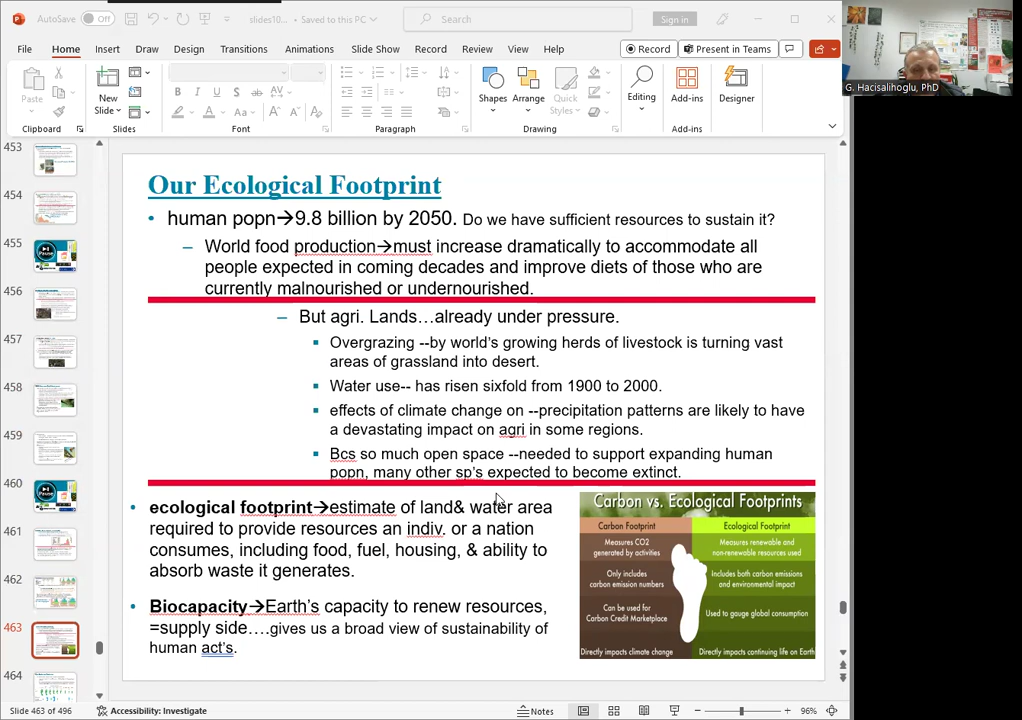 AutoSave Off slides10... • Saved to this PC Search Sign in
File Home Insert Draw Design Transitions Animations Slide Show Record Review View Help Record Present in Teams
G. Hacisalihoglu, PhD
Paste New Slide Shapes Arrange Quick Styles Editing Add-ins Designer
Clipboard Slides Font Paragraph Drawing Add-ins
453
454
455
456
457
458
459
460
461
462
463
464
Our Ecological Footprint
• human popn→9.8 billion by 2050. Do we have sufficient resources to sustain it?
– World food production→must increase dramatically to accommodate all
people expected in coming decades and improve diets of those who are
currently malnourished or undernourished.
– But agri. Lands…already under pressure.
▪ Overgrazing --by world's growing herds of livestock is turning vast
areas of grassland into desert.
▪ Water use-- has risen sixfold from 1900 to 2000.
▪ effects of climate change on --precipitation patterns are likely to have
a devastating impact on agri in some regions.
▪ Bcs so much open space --needed to support expanding human
popn, many other sp's expected to become extinct.
• ecological footprint→estimate of land& water area
required to provide resources an indiv. or a nation
consumes, including food, fuel, housing, & ability to
absorb waste it generates.
• Biocapacity→Earth's capacity to renew resources,
=supply side….gives us a broad view of sustainability of
human act's.
Carbon vs. Ecological Footprints
Carbon Footprint Ecological Footprint
Measures CO2
generated by activities
Measures renewable and
non-renewable resources used
Only includes
carbon emission numbers
Includes both carbon emissions
and environmental impact
Can be used for
Carbon Credit Marketplace
Used to gauge global consumption
Directly impacts climate change
Directly impacts continuing life on Earth
Slide 463 of 496 Accessibility: Investigate Notes 96%